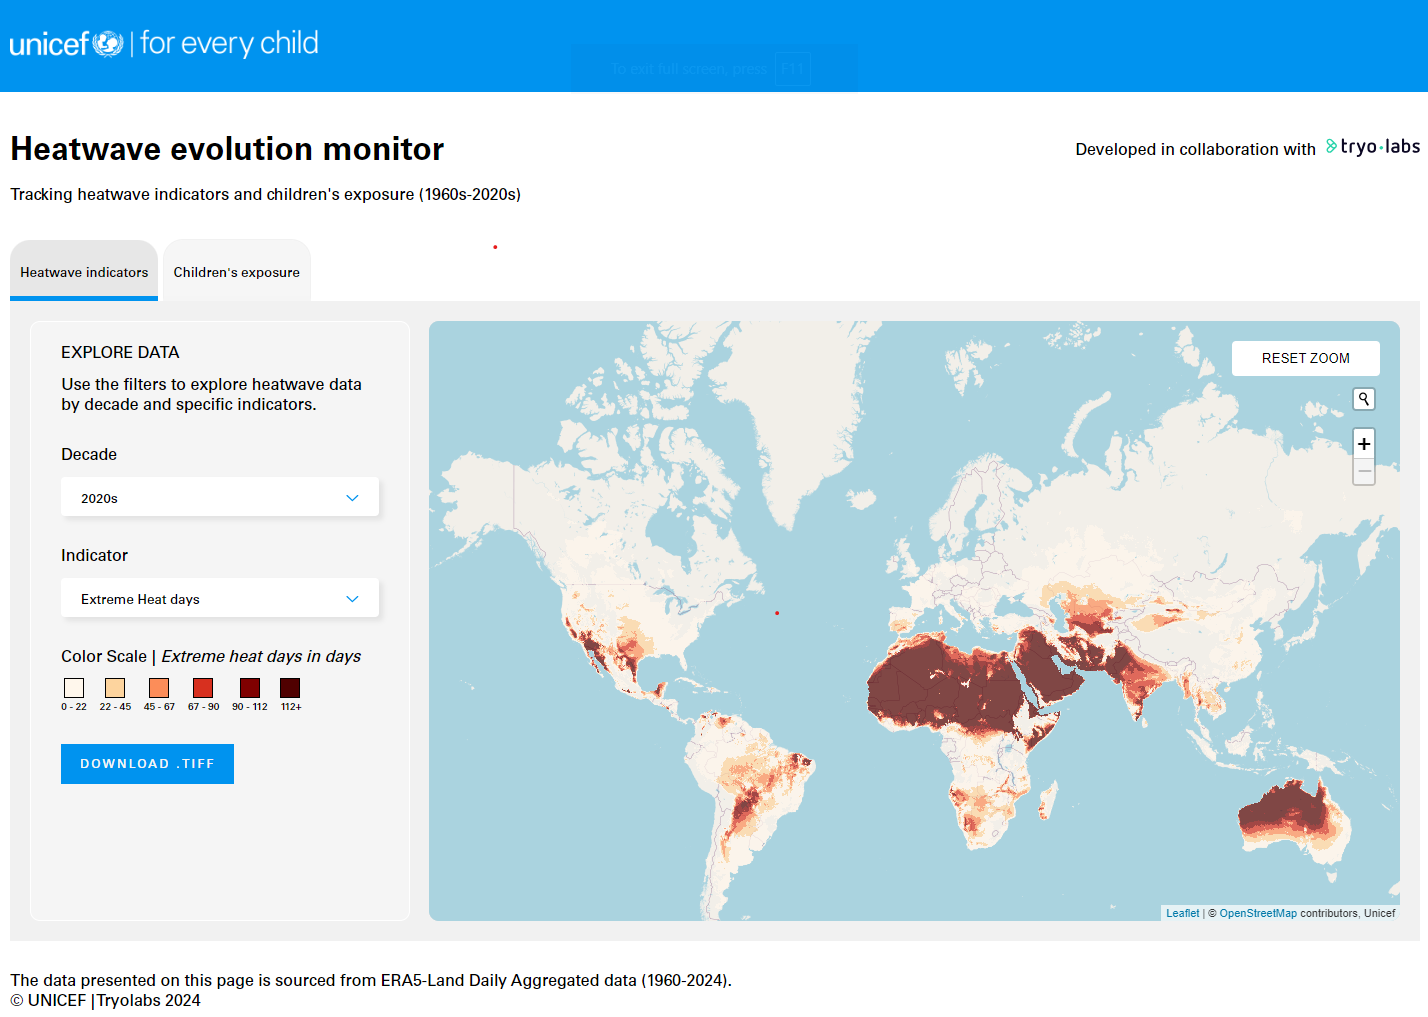 unicef | for every child
To exit full screen, press F11
Heatwave evolution monitor
Developed in collaboration with tryo·labs
Tracking heatwave indicators and children's exposure (1960s-2020s)
Heatwave indicators
Children's exposure
EXPLORE DATA
Use the filters to explore heatwave data
by decade and specific indicators.
Decade
2020s
Indicator
Extreme Heat days
Color Scale | Extreme heat days in days
0 - 22 22 - 45 45 - 67 67 - 90 90 - 112 112+
DOWNLOAD .TIFF
RESET ZOOM
+
−
Leaflet | © OpenStreetMap contributors, Unicef
The data presented on this page is sourced from ERA5-Land Daily Aggregated data (1960-2024).
© UNICEF |Tryolabs 2024